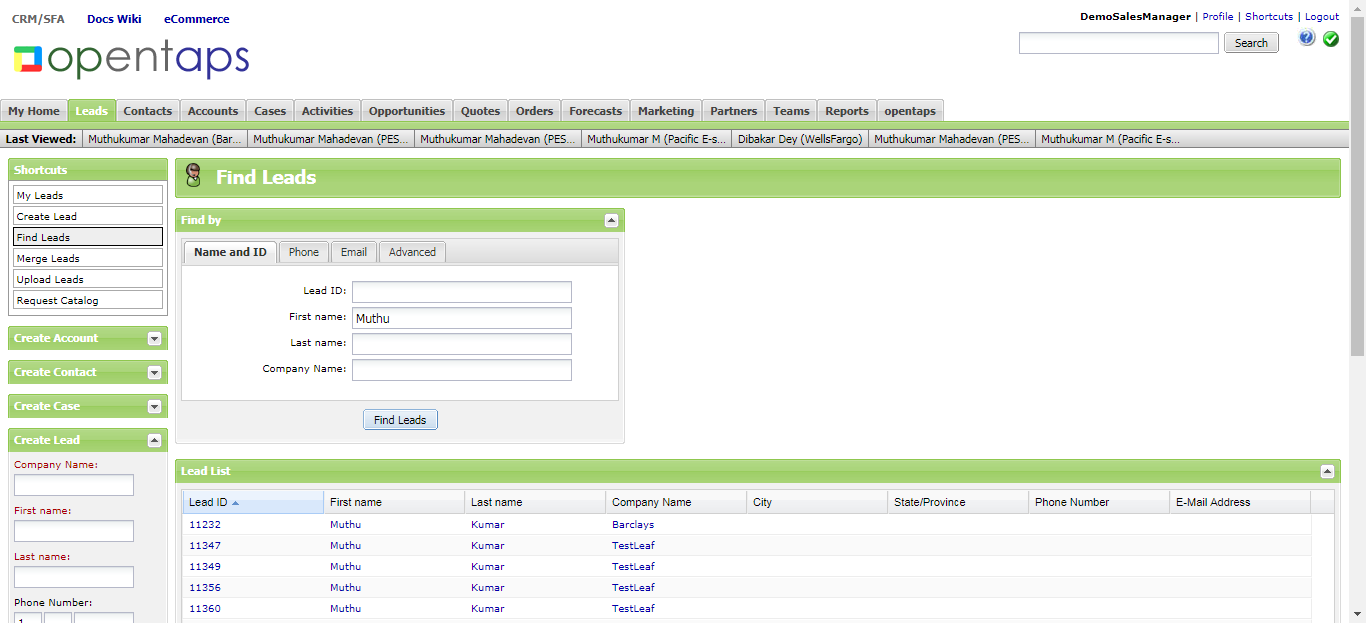 CRM/SFA Docs Wiki eCommerce
DemoSalesManager | Profile | Shortcuts | Logout
opentaps
Search
My Home Leads Contacts Accounts Cases Activities Opportunities Quotes Orders Forecasts Marketing Partners Teams Reports opentaps
Last Viewed: Muthukumar Mahadevan (Bar... Muthukumar Mahadevan (PES... Muthukumar Mahadevan (PES... Muthukumar M (Pacific E-s... Dibakar Dey (WellsFargo) Muthukumar Mahadevan (PES... Muthukumar M (Pacific E-s...
Shortcuts
My Leads
Create Lead
Find Leads
Merge Leads
Upload Leads
Request Catalog
Create Account
Create Contact
Create Case
Create Lead
Company Name:
First name:
Last name:
Phone Number:
1
Find Leads
Find by
Name and ID Phone Email Advanced
Lead ID:
First name: Muthu
Last name:
Company Name:
Find Leads
Lead List
Lead ID First name Last name Company Name City State/Province Phone Number E-Mail Address
11232 Muthu Kumar Barclays
11347 Muthu Kumar TestLeaf
11349 Muthu Kumar TestLeaf
11356 Muthu Kumar TestLeaf
11360 Muthu Kumar TestLeaf